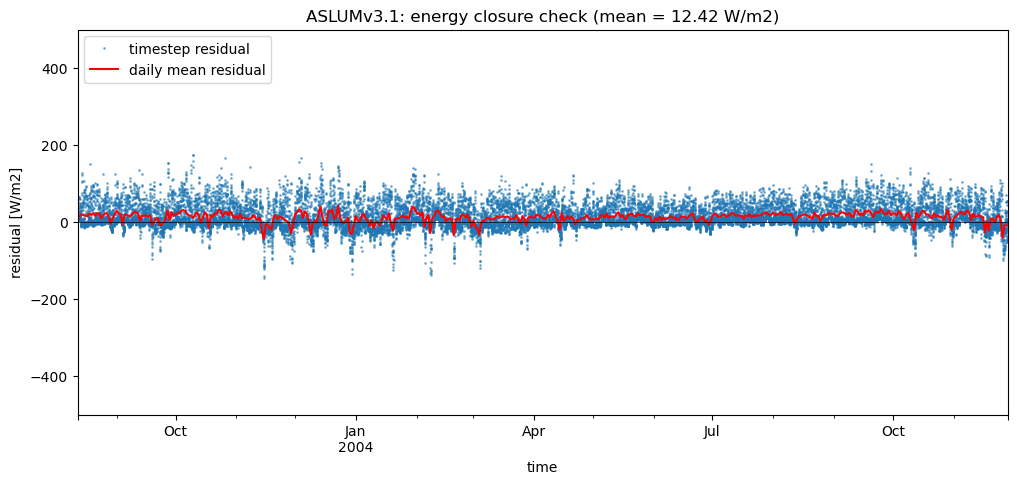 ASLUMv3.1: energy closure check (mean = 12.42 W/m2)
timestep residual
daily mean residual
residual [W/m2]
400
200
0
−200
−400
Oct
Jan
2004
Apr
Jul
Oct
time